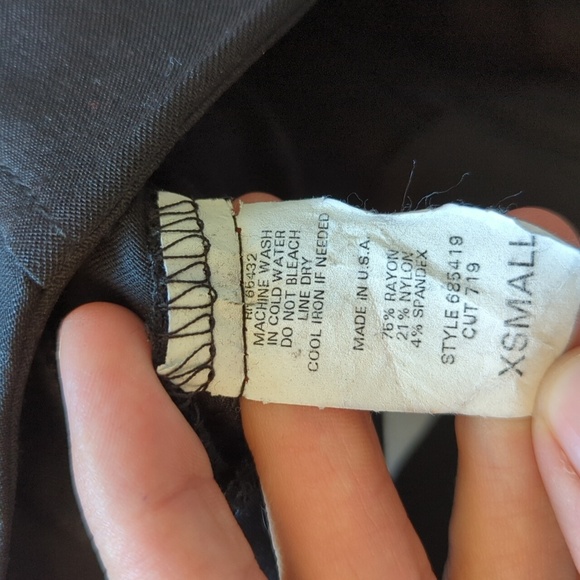 RN 65432
MACHINE WASH
IN COLD WATER
DO NOT BLEACH
LINE DRY
COOL IRON IF NEEDED
MADE IN U.S.A.
75% RAYON
21% NYLON
4% SPANDEX
STYLE 685419
CUT 719
XSMALL